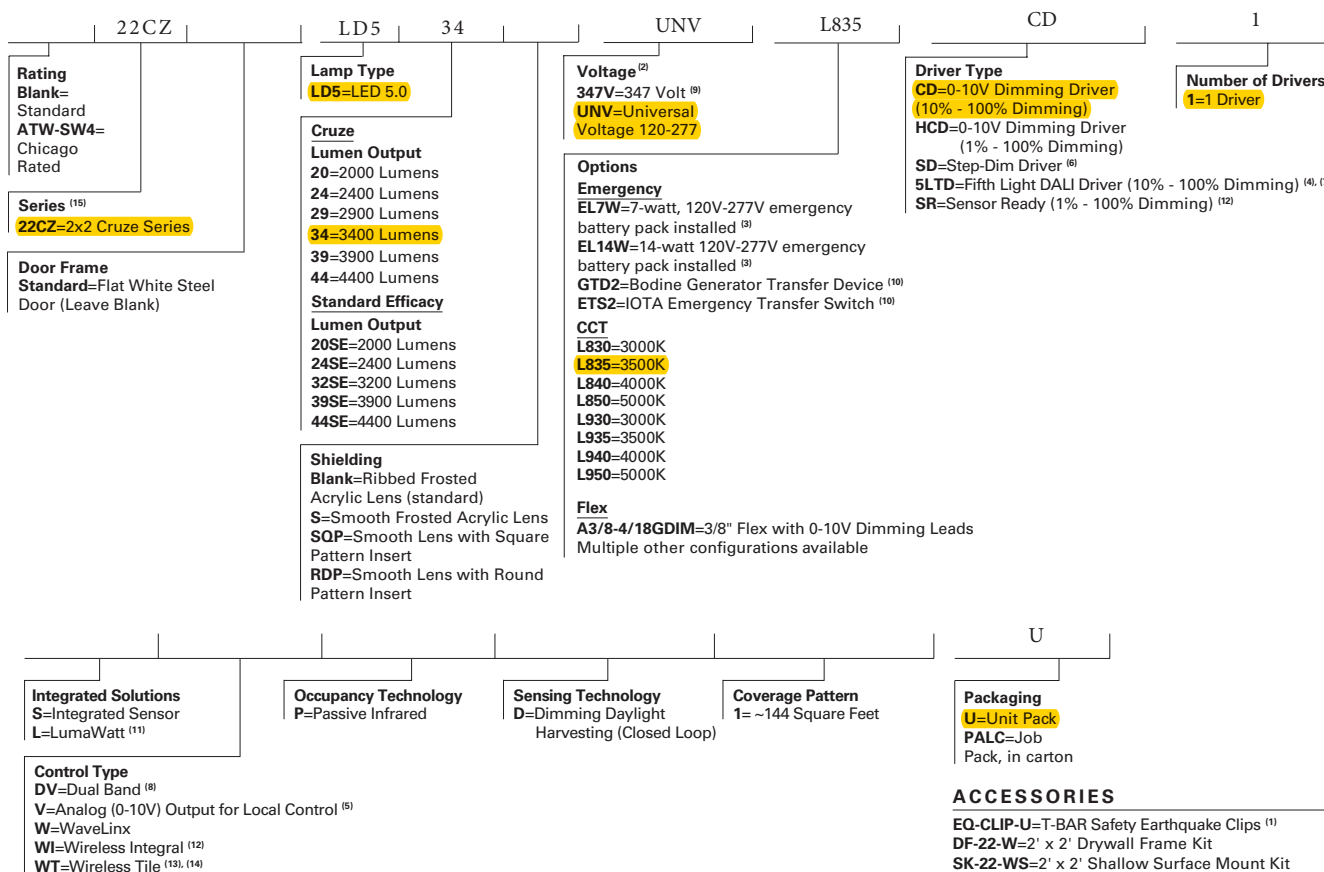 22CZ LD5 34 UNV L835 CD 1
Rating
Blank=
Standard
ATW-SW4=
Chicago
Rated
Series (15)
22CZ=2x2 Cruze Series
Door Frame
Standard=Flat White Steel
Door (Leave Blank)
Lamp Type
LD5=LED 5.0
Cruze
Lumen Output
20=2000 Lumens
24=2400 Lumens
29=2900 Lumens
34=3400 Lumens
39=3900 Lumens
44=4400 Lumens
Standard Efficacy
Lumen Output
20SE=2000 Lumens
24SE=2400 Lumens
32SE=3200 Lumens
39SE=3900 Lumens
44SE=4400 Lumens
Shielding
Blank=Ribbed Frosted
Acrylic Lens (standard)
S=Smooth Frosted Acrylic Lens
SQP=Smooth Lens with Square
Pattern Insert
RDP=Smooth Lens with Round
Pattern Insert
Voltage (2)
347V=347 Volt (9)
UNV=Universal
Voltage 120-277
Options
Emergency
EL7W=7-watt, 120V-277V emergency
battery pack installed (3)
EL14W=14-watt 120V-277V emergency
battery pack installed (3)
GTD2=Bodine Generator Transfer Device (10)
ETS2=IOTA Emergency Transfer Switch (10)
CCT
L830=3000K
L835=3500K
L840=4000K
L850=5000K
L930=3000K
L935=3500K
L940=4000K
L950=5000K
Flex
A3/8-4/18GDIM=3/8" Flex with 0-10V Dimming Leads
Multiple other configurations available
Driver Type
CD=0-10V Dimming Driver
(10% - 100% Dimming)
HCD=0-10V Dimming Driver
(1% - 100% Dimming)
SD=Step-Dim Driver (6)
5LTD=Fifth Light DALI Driver (10% - 100% Dimming) (4),
SR=Sensor Ready (1% - 100% Dimming) (12)
Number of Drivers
1=1 Driver
U
Integrated Solutions
S=Integrated Sensor
L=LumaWatt (11)
Control Type
DV=Dual Band (8)
V=Analog (0-10V) Output for Local Control (5)
W=WaveLinx
WI=Wireless Integral (12)
WT=Wireless Tile (13), (14)
Occupancy Technology
P=Passive Infrared
Sensing Technology
D=Dimming Daylight
Harvesting (Closed Loop)
Coverage Pattern
1= ~144 Square Feet
Packaging
U=Unit Pack
PALC=Job
Pack, in carton
ACCESSORIES
EQ-CLIP-U=T-BAR Safety Earthquake Clips (1)
DF-22-W=2' x 2' Drywall Frame Kit
SK-22-WS=2' x 2' Shallow Surface Mount Kit